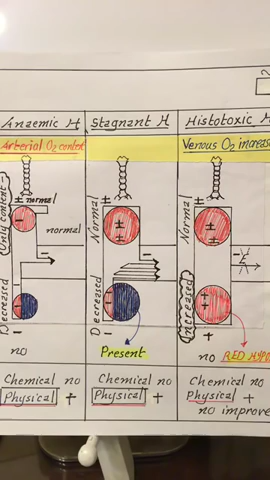 Anaemic H
Stagnant H
Histotoxic H
Arterial O2 content
Venous O2 increase
(Only content -)
± normal
normal
-
Decreased
Normal
±
±
±
-
Decreased
-
Normal
±
±
±
-
Increased
+
no
Present
no RED HYPO
Chemical no
Physical +
Chemical no
Physical +
Chemical no
Physical +
no improve